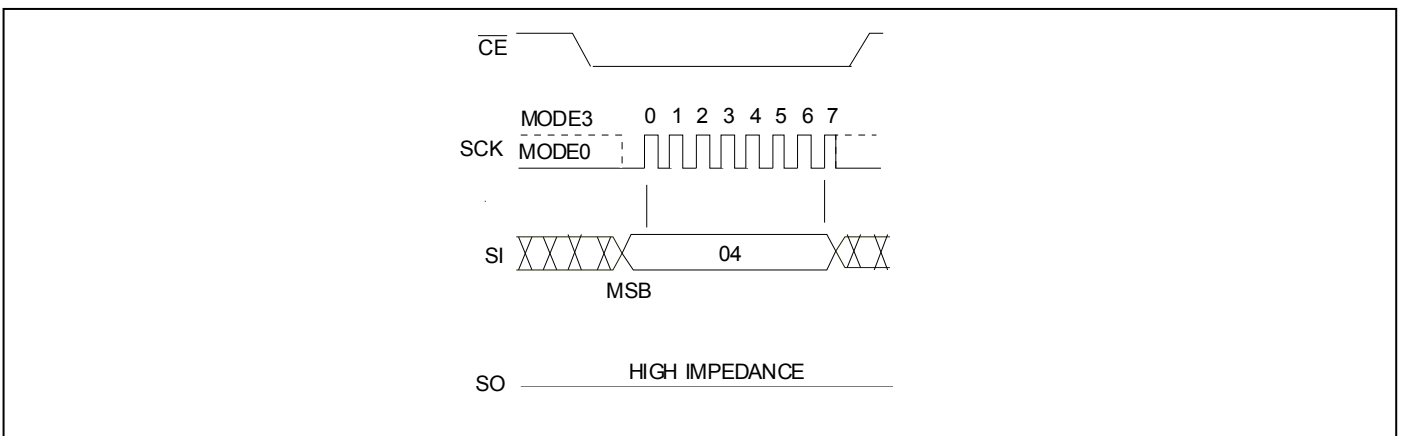 CE
MODE3 0 1 2 3 4 5 6 7
SCK MODE0
SI 04
MSB
SO HIGH IMPEDANCE